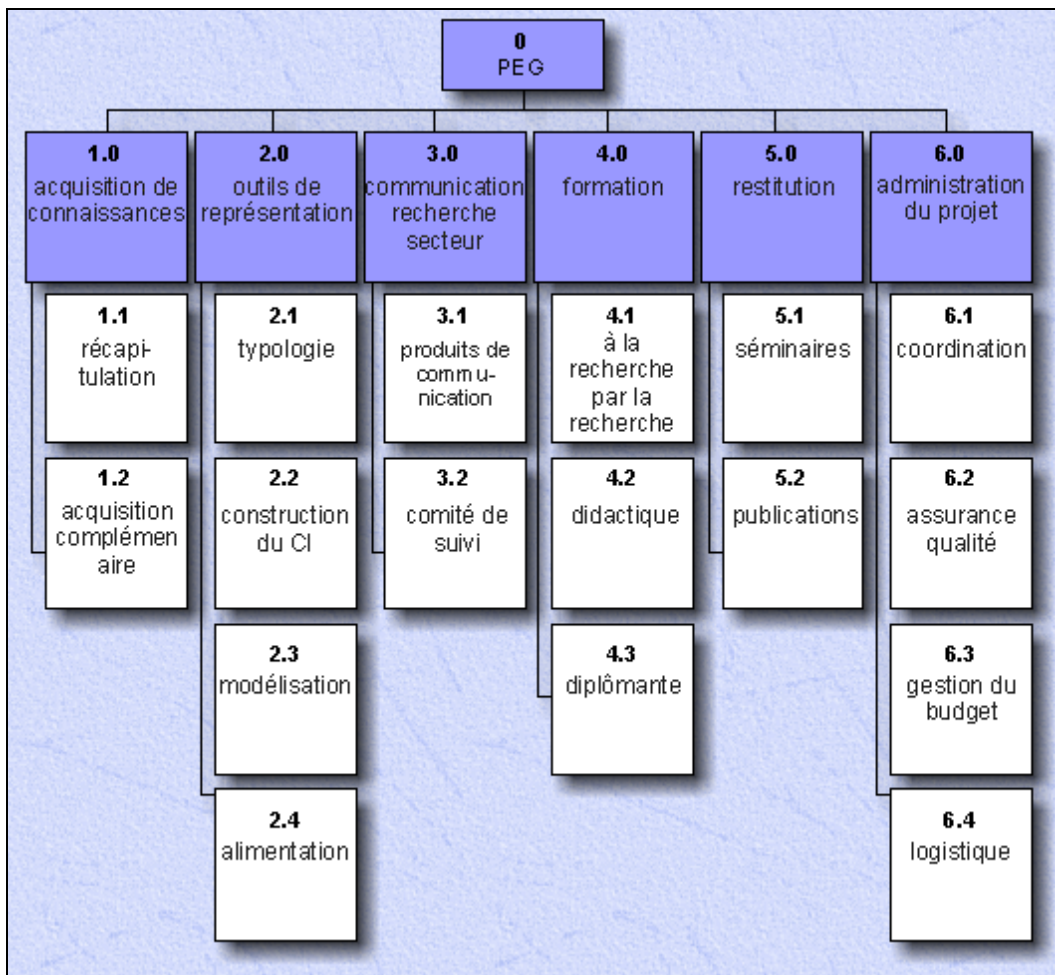 0
PEG
1.0
acquisition de
connaissances
2.0
outils de
représentation
3.0
communication
recherche
secteur
4.0
formation
5.0
restitution
6.0
administration
du projet
1.1
récapi-
tulation
1.2
acquisition
complémen
aire
2.1
typologie
2.2
construction
du CI
2.3
modélisation
2.4
alimentation
3.1
produits de
commu-
nication
3.2
comité de
suivi
4.1
à la
recherche
par la
recherche
4.2
didactique
4.3
diplômante
5.1
séminaires
5.2
publications
6.1
coordination
6.2
assurance
qualité
6.3
gestion du
budget
6.4
logistique